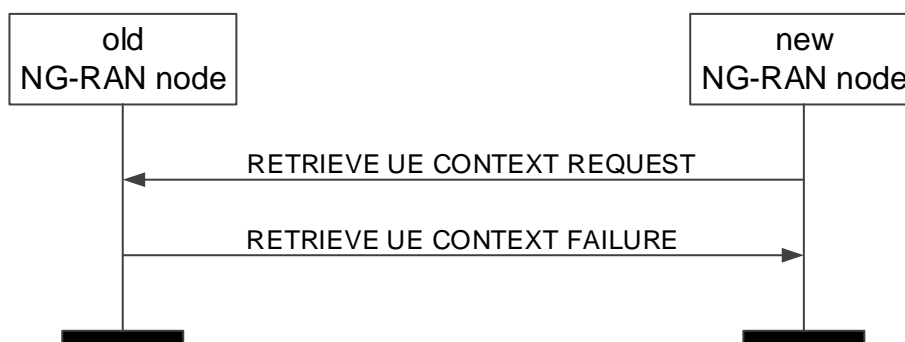 old
NG-RAN node
new
NG-RAN node
RETRIEVE UE CONTEXT REQUEST
RETRIEVE UE CONTEXT FAILURE